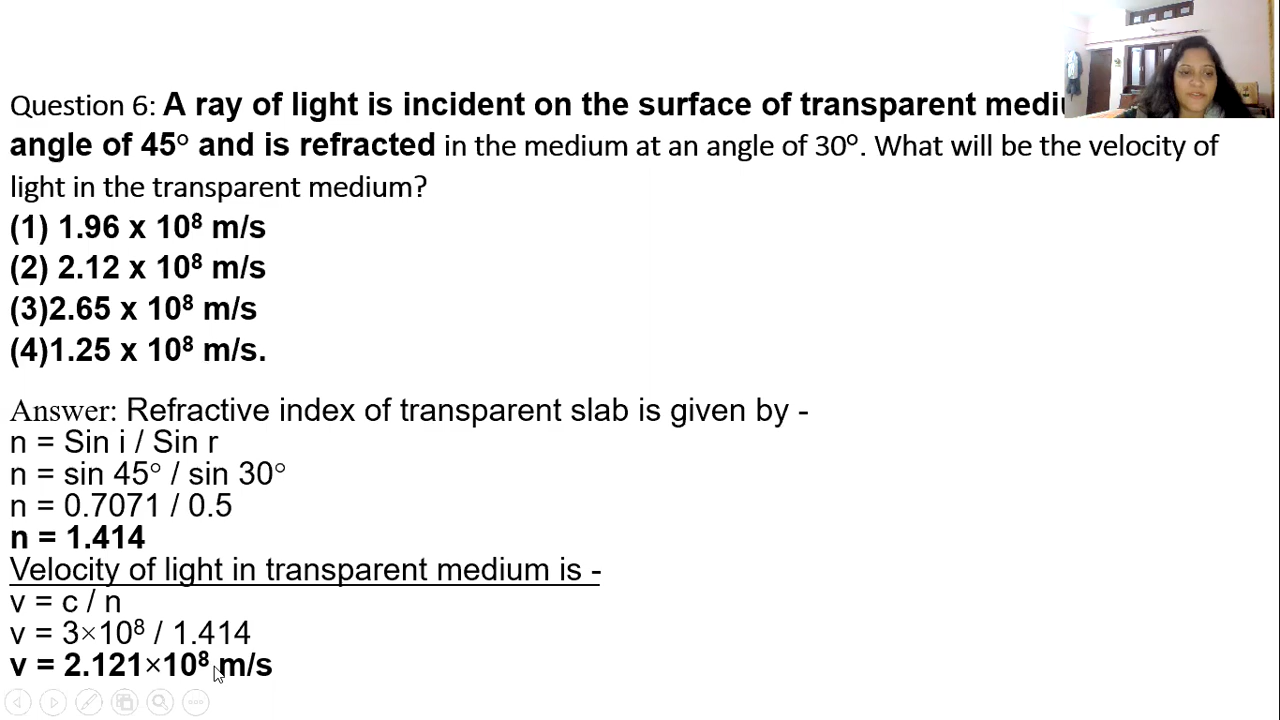 Question 6: A ray of light is incident on the surface of transparent
angle of 45° and is refracted in the medium at an angle of 30⁰. What will be the velocity of
light in the transparent medium?
(1) 1.96 x 10⁸ m/s
(2) 2.12 x 10⁸ m/s
(3)2.65 x 10⁸ m/s
(4)1.25 x 10⁸ m/s.
Answer: Refractive index of transparent slab is given by -
n = Sin i / Sin r
n = sin 45° / sin 30°
n = 0.7071 / 0.5
n = 1.414
Velocity of light in transparent medium is -
v = c / n
v = 3×10⁸ / 1.414
v = 2.121×10⁸ m/s